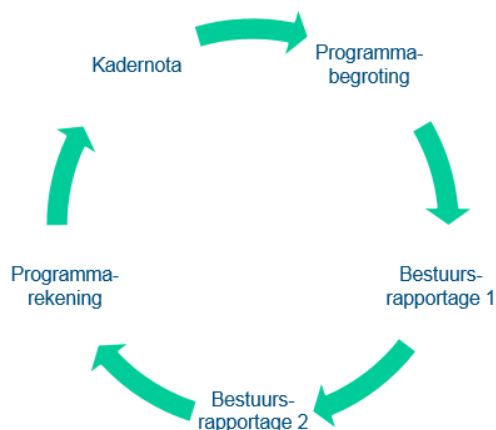 Kadernota
Programma-
begroting
Bestuurs-
rapportage 1
Bestuurs-
rapportage 2
Programma-
rekening